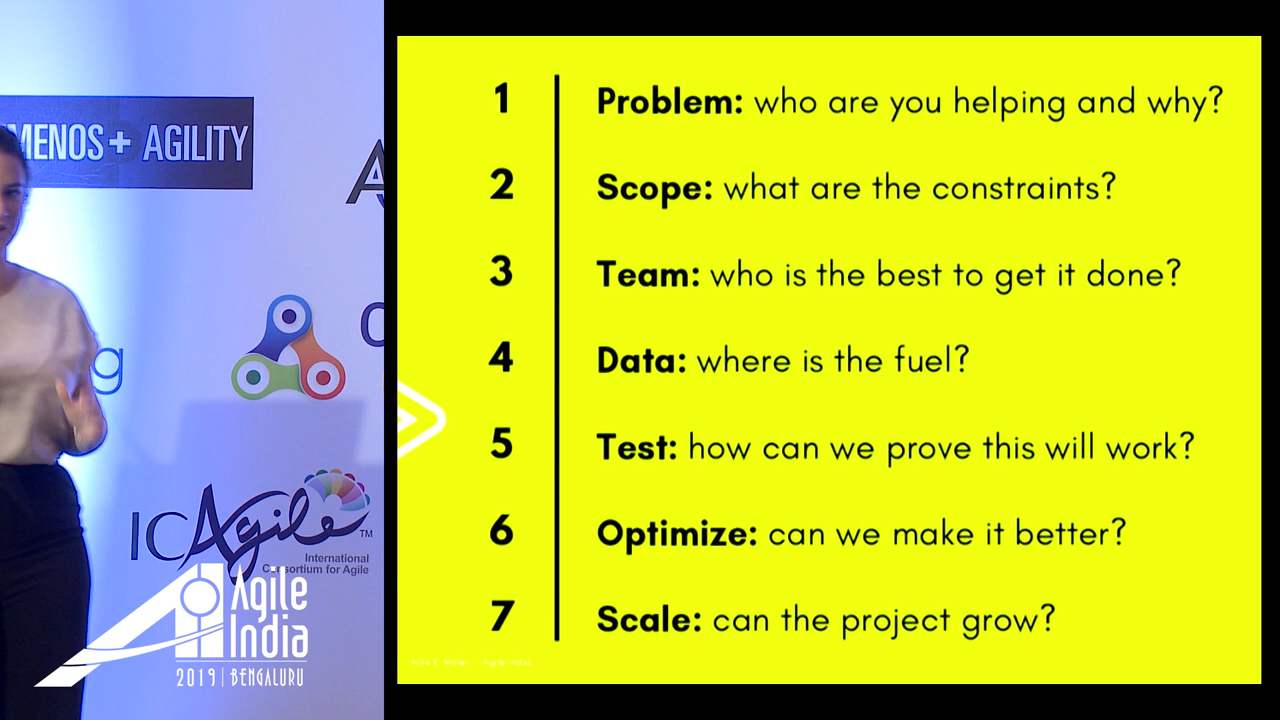 MENOS+ AGILITY
A
g
ICAgile™
International
Consortium for Agile
Agile
India
2019 | BENGALURU
1 Problem: who are you helping and why?
2 Scope: what are the constraints?
3 Team: who is the best to get it done?
4 Data: where is the fuel?
5 Test: how can we prove this will work?
6 Optimize: can we make it better?
7 Scale: can the project grow?